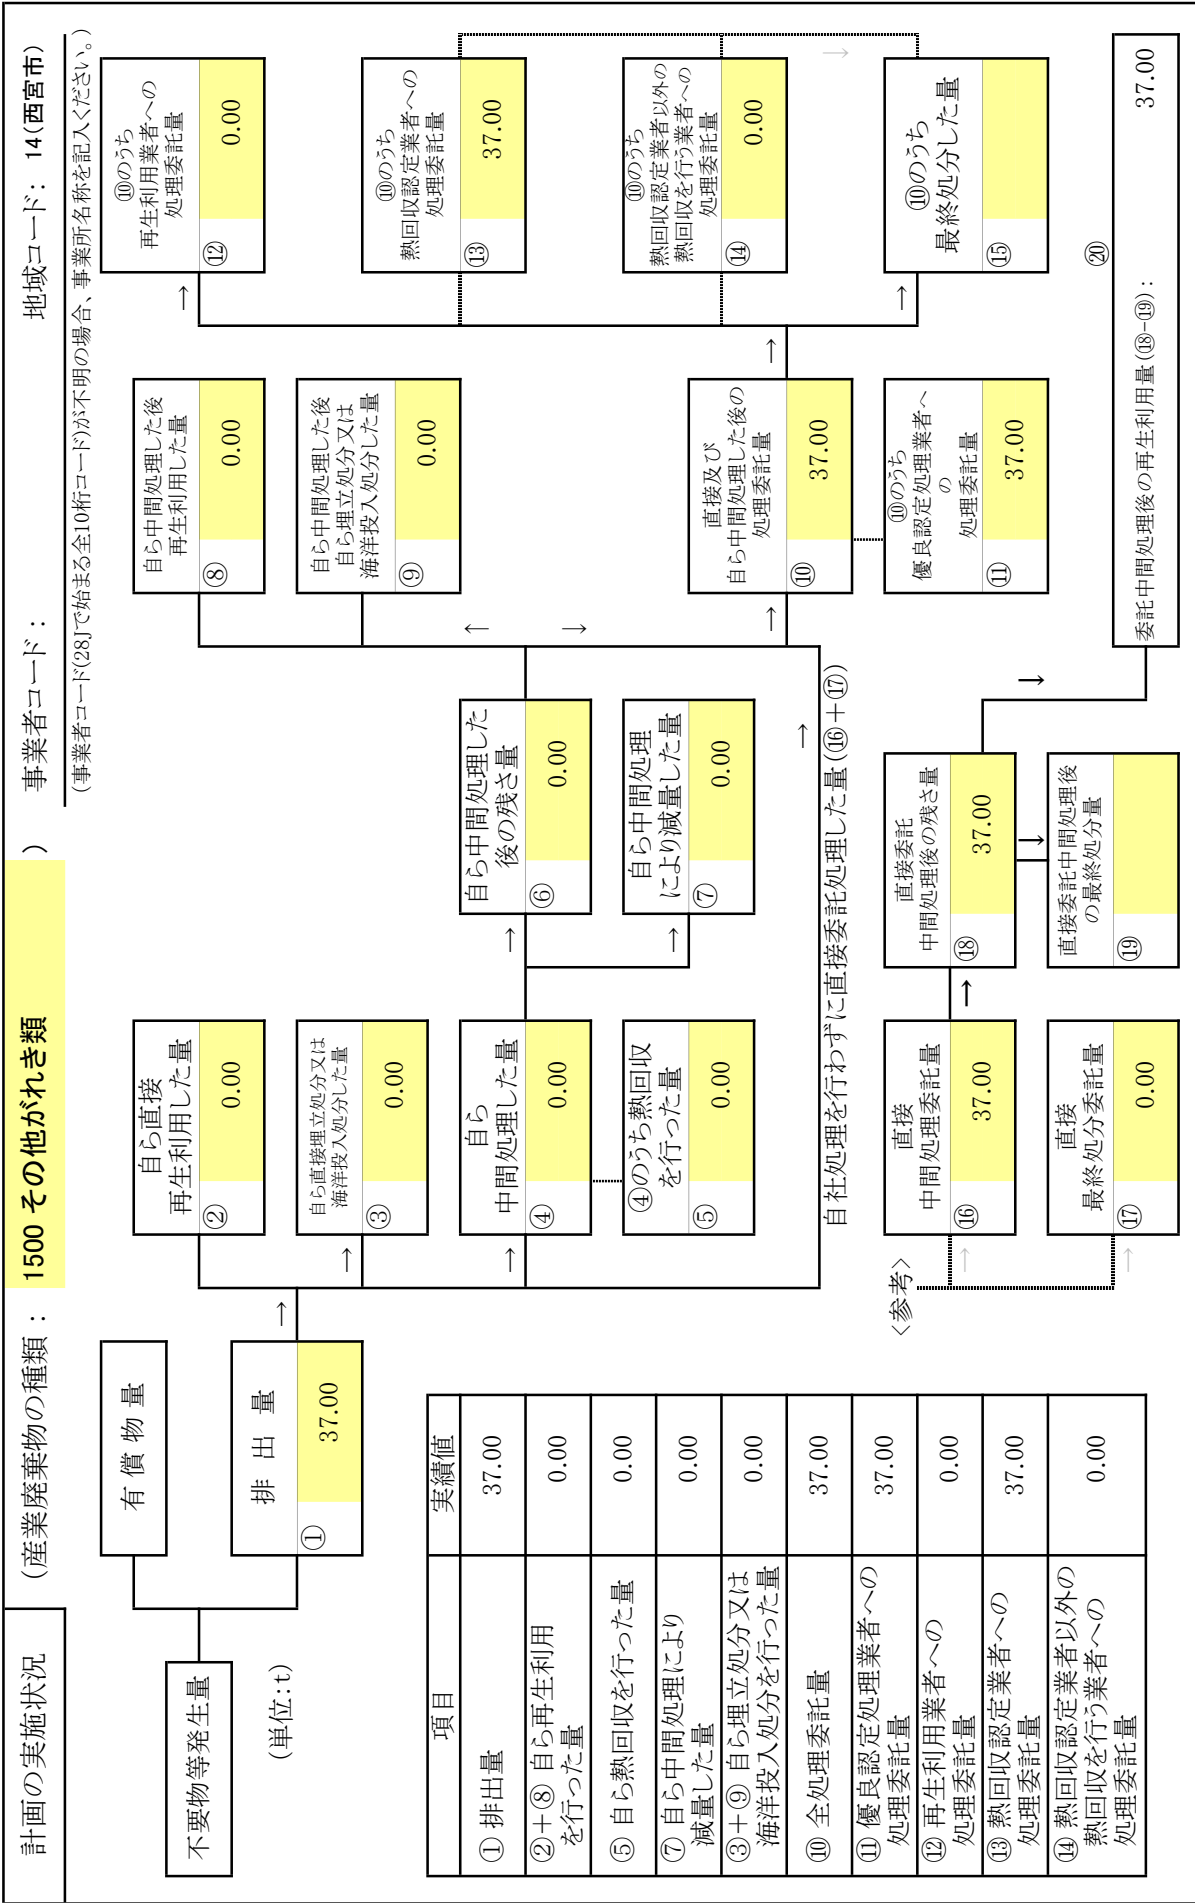 計画の実施状況
(産業廃棄物の種類： 1500 その他がれき類 )
事業者コード： 地域コード： 14(西宮市)
(事業者コード(28]で始まる全10桁コード)が不明の場合、事業所名称を記入ください。)
不要物等発生量
(単位:t)
有 償 物 量
排 出 量
① 37.00
→
自ら直接
再生利用した量
② 0.00
→
自ら直接埋立処分又は
海洋投入処分した量
③ 0.00
→
自ら
中間処理した量
④ 0.00
④のうち熱回収
を行った量
⑤ 0.00
→
自ら中間処理した
後の残さ量
⑥ 0.00
→
自ら中間処理
により減量した量
⑦ 0.00
自ら中間処理した後
再生利用した量
⑧ 0.00
自ら中間処理した後
自ら埋立処分又は
海洋投入処分した量
⑨ 0.00
←
→
→
直接及び
自ら中間処理した後の
処理委託量
⑩ 37.00
⑩のうち
優良認定処理業者へ
の
処理委託量
⑪ 37.00
→
→
⑩のうち
再生利用業者への
処理委託量
⑫ 0.00
⑩のうち
熱回収認定業者への
処理委託量
⑬ 37.00
⑩のうち
熱回収認定業者以外の
熱回収を行う業者への
処理委託量
⑭ 0.00
→
→
⑩のうち
最終処分した量
⑮
自社処理を行わずに直接委託処理した量(⑯＋⑰)
→
<参考>
→
直接
中間処理委託量
⑯ 37.00
→
直接
最終処分委託量
⑰ 0.00
→
直接委託
中間処理後の残さ量
⑱ 37.00
→
直接委託中間処理後
の最終処分量
⑲
→
⑳
委託中間処理後の再生利用量(⑱-⑲)： 37.00
項目 実績値
① 排出量 37.00
②＋⑧ 自ら再生利用
を行った量 0.00
⑤ 自ら熱回収を行った量 0.00
⑦ 自ら中間処理により
減量した量 0.00
③＋⑨ 自ら埋立処分又は
海洋投入処分を行った量 0.00
⑩ 全処理委託量 37.00
⑪ 優良認定処理業者への
処理委託量 37.00
⑫ 再生利用業者への
処理委託量 0.00
⑬ 熱回収認定業者への
処理委託量 37.00
⑭ 熱回収認定業者以外の
熱回収を行う業者への
処理委託量 0.00